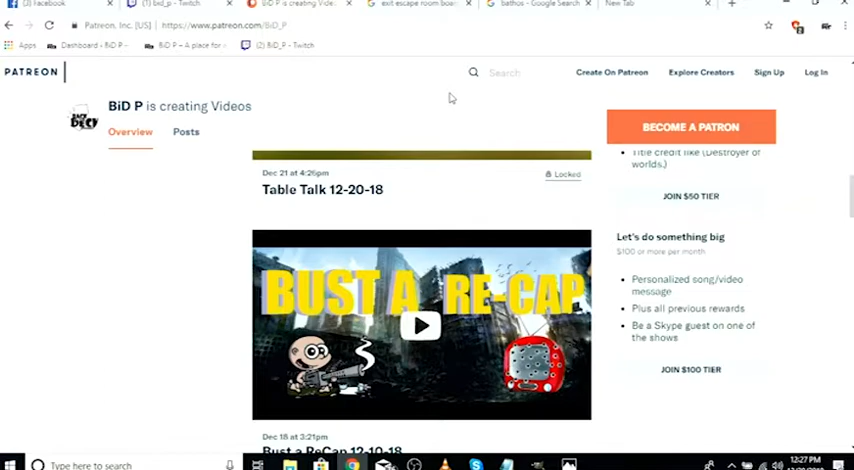 Facebook
(1) bid_p - Twitch
BiD P is creating Vide
exit escape room boar
bathos - Google Search
New Tab
Patreon, Inc. [US]
https://www.patreon.com/BiD_P
Apps
Dashboard - BiD P -
BiD P – A place for
(2) BiD_P - Twitch
PATREON
Search
Create On Patreon
Explore Creators
Sign Up
Log In
BiD P is creating Videos
Overview
Posts
BECOME A PATRON
Dec 21 at 4:26pm
Locked
Table Talk 12-20-18
Title credit like (Destroyer of
worlds.)
JOIN $50 TIER
BUST A RE-CAP
Let's do something big
$100 or more per month
Personalized song/video
message
Plus all previous rewards
Be a Skype guest on one of
the shows
JOIN $100 TIER
Dec 18 at 3:21pm
Bust a ReCap 12-10-18
Type here to search
12:27 PM